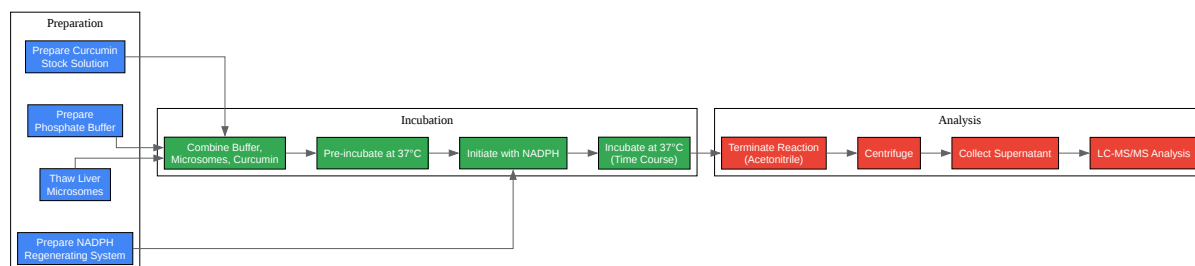 Preparation
Prepare Curcumin
Stock Solution
Prepare
Phosphate Buffer
Thaw Liver
Microsomes
Prepare NADPH
Regenerating System
Incubation
Combine Buffer,
Microsomes, Curcumin
Pre-incubate at 37°C
Initiate with NADPH
Incubate at 37°C
(Time Course)
Analysis
Terminate Reaction
(Acetonitrile)
Centrifuge
Collect Supernatant
LC-MS/MS Analysis